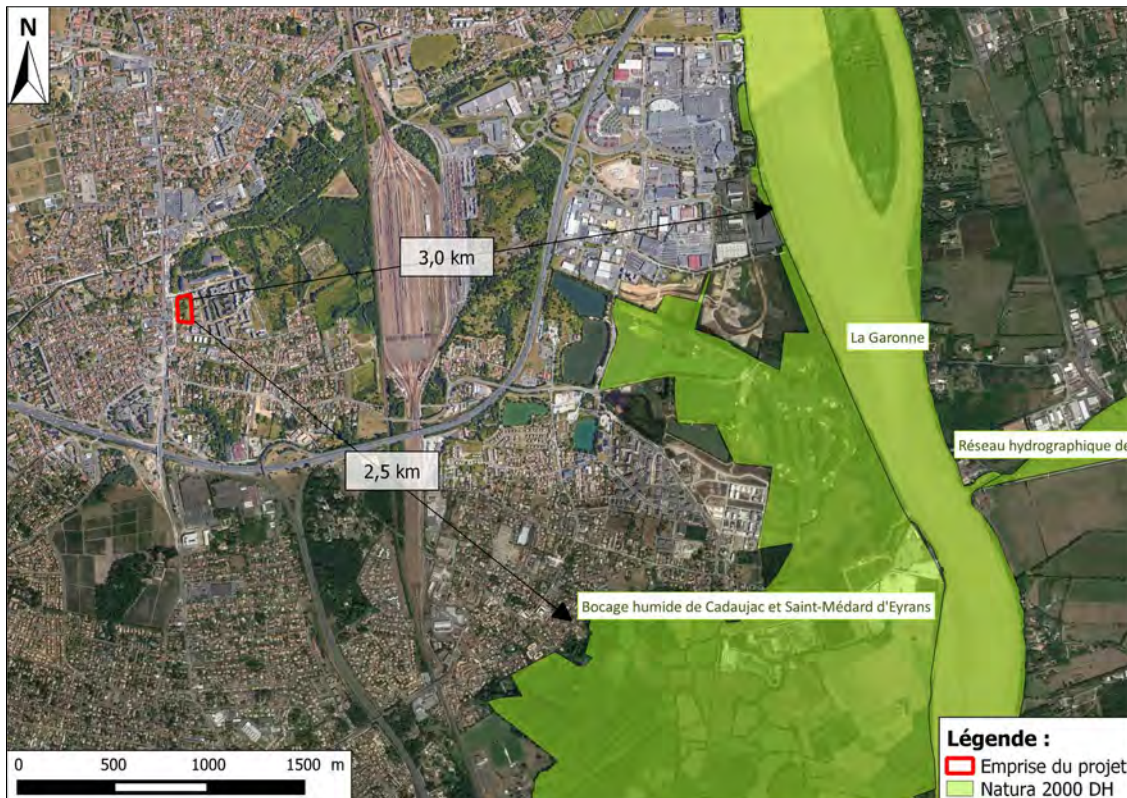 N
3,0 km
La Garonne
Réseau hydrographique de
2,5 km
Bocage humide de Cadaujac et Saint-Médard d'Eyrans
0 500 1000 1500 m
Légende :
Emprise du projet
Natura 2000 DH